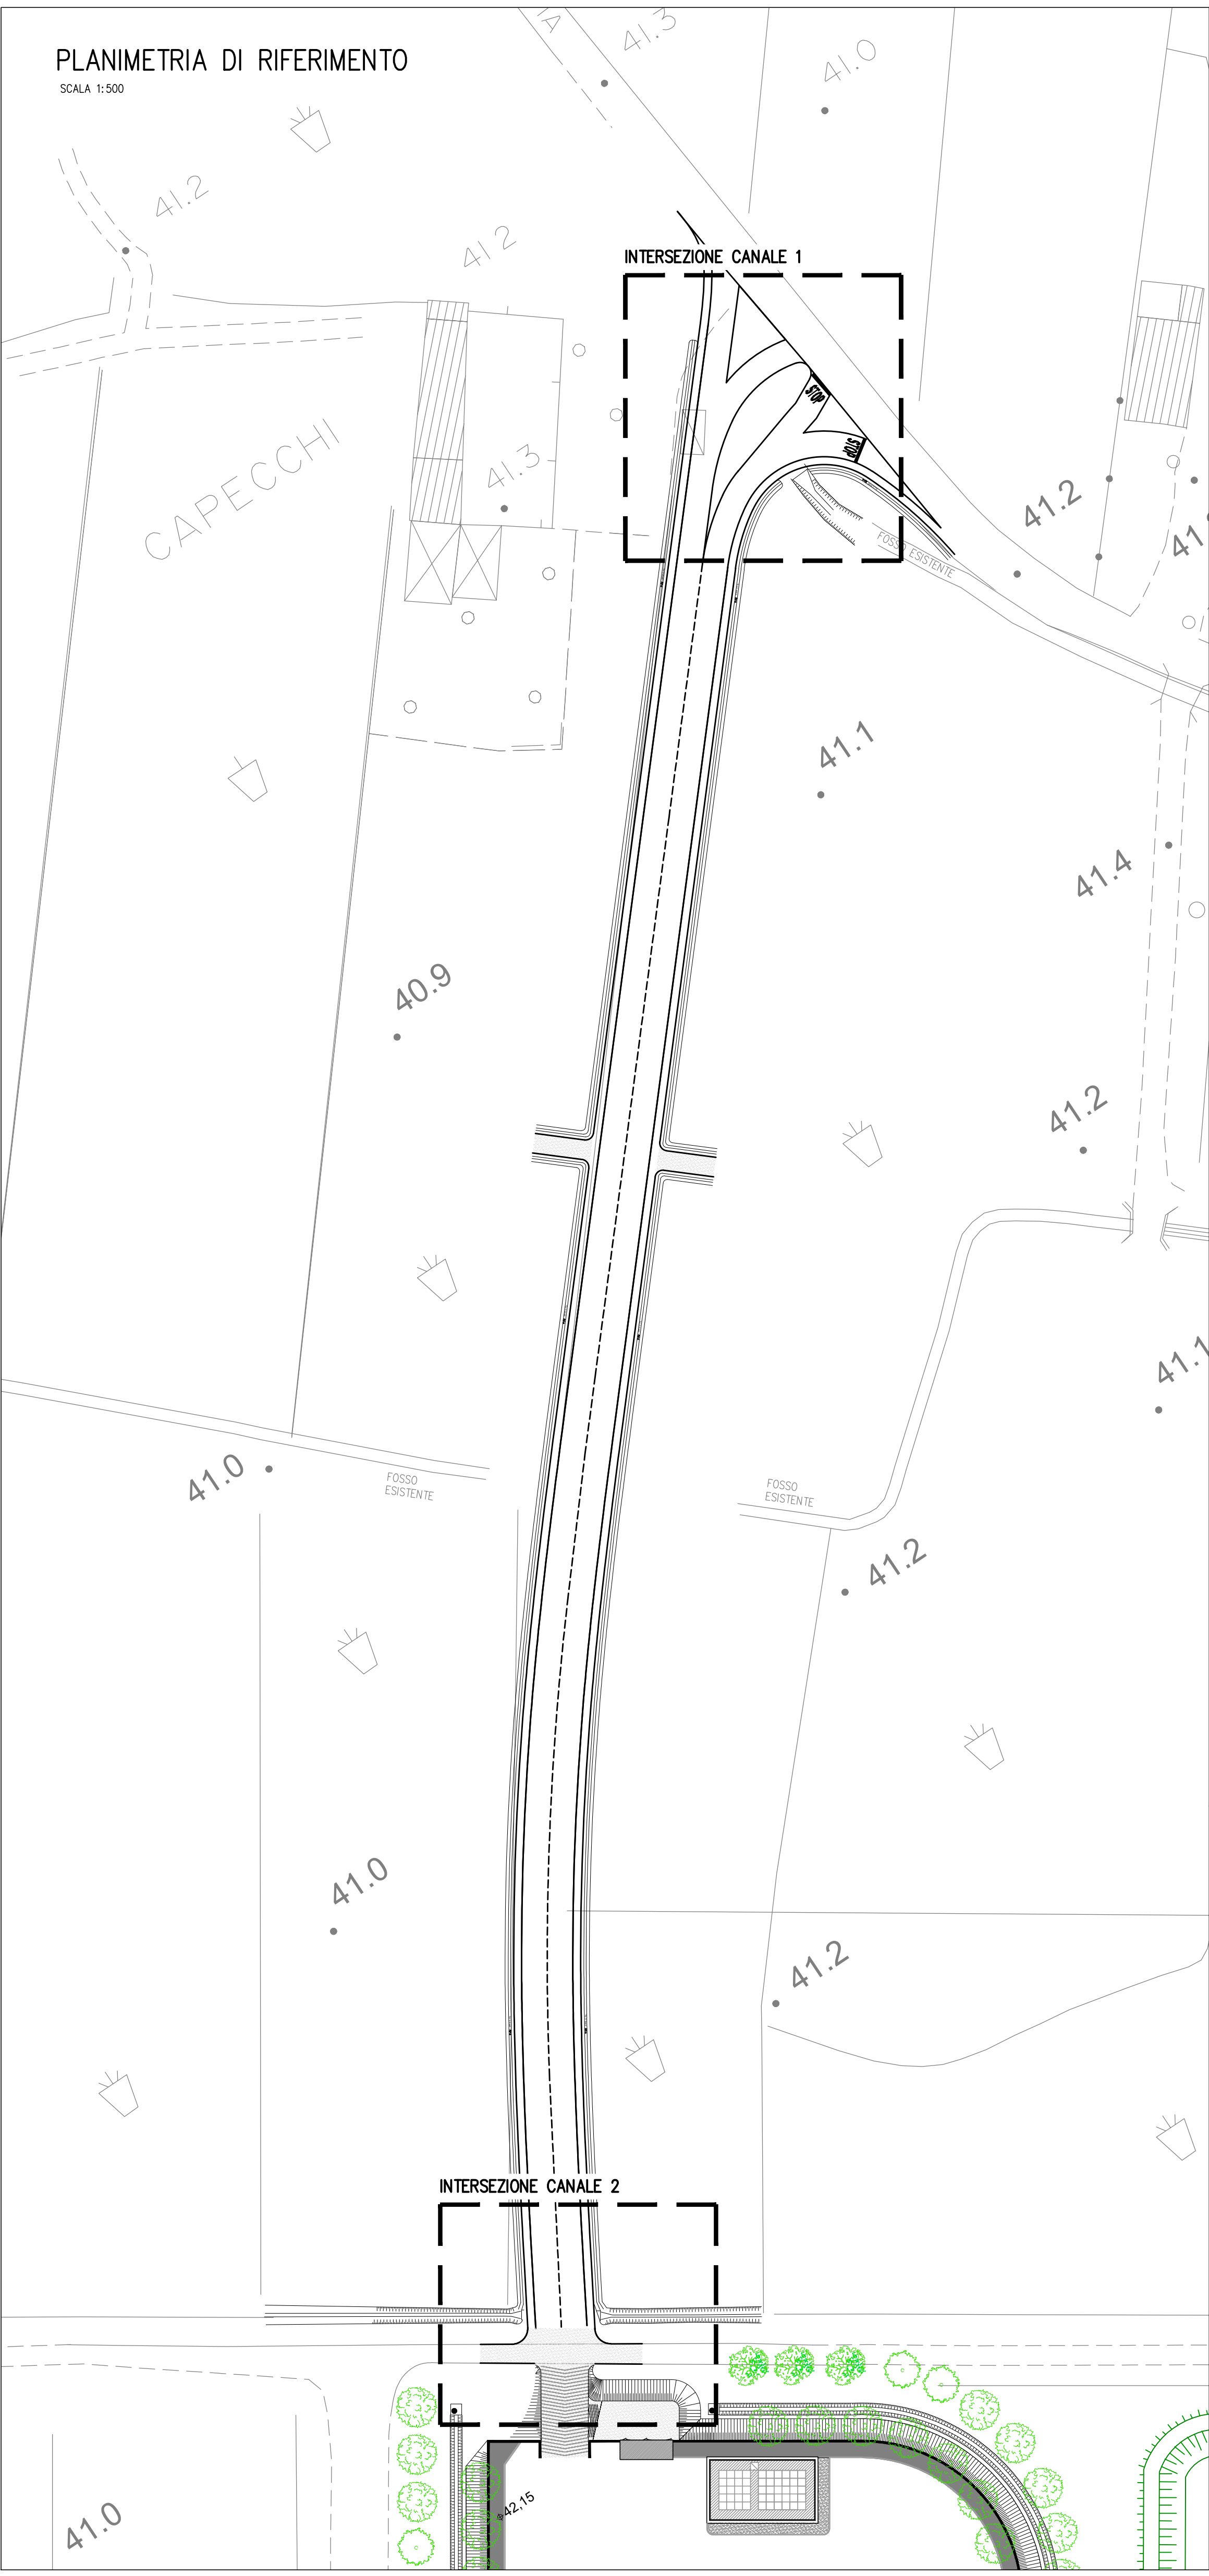 PLANIMETRIA DI RIFERIMENTO
SCALA 1:500
41.3
41.0
41.2
41.2
INTERSEZIONE CANALE 1
STOP
STOP
CAPECCHI
41.3
41.2
FOSSO ESISTENTE
41.1
41.4
40.9
41.2
41.1
41.0
FOSSO
ESISTENTE
FOSSO
ESISTENTE
41.2
41.0
41.2
INTERSEZIONE CANALE 2
42,15
41.0